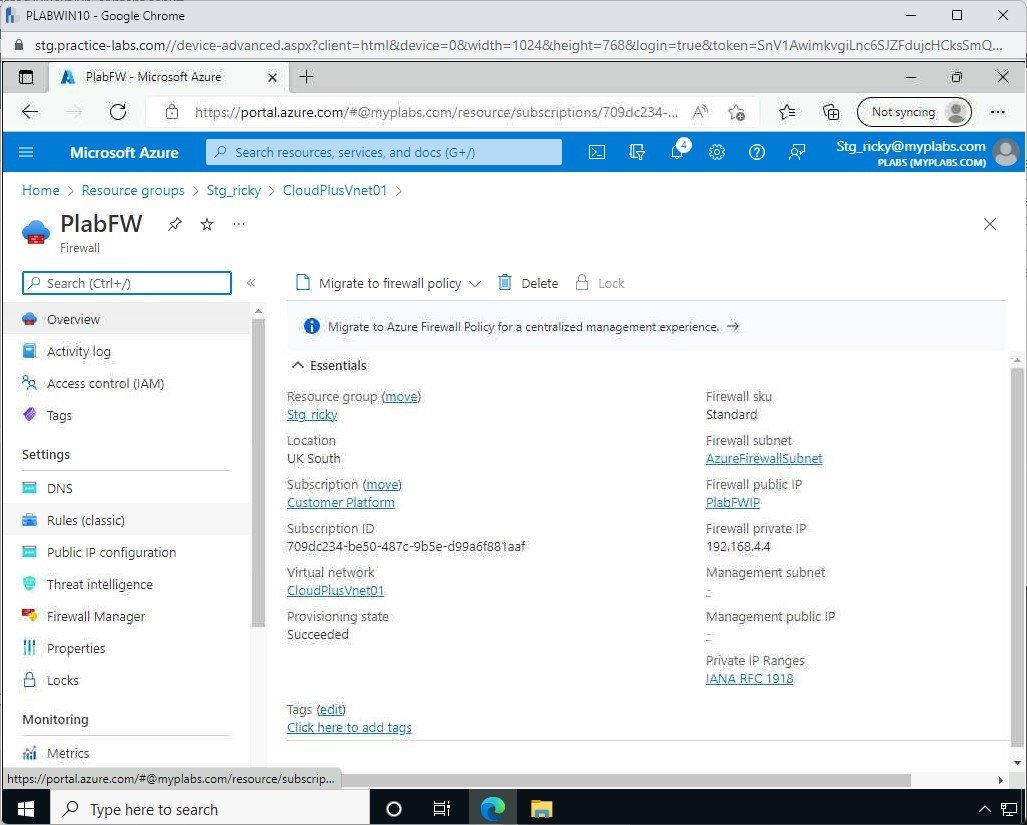 PLABWIN10 - Google Chrome
stg.practice-labs.com//device-advanced.aspx?client=html&device=0&width=1024&height=768&login=true&token=SnV1AwimkvgiLnc6SJZFdujcHCksSmQ...
PlabFW - Microsoft Azure
https://portal.azure.com/#@myplabs.com/resource/subscriptions/709dc234-...
Not syncing
Microsoft Azure
Search resources, services, and docs (G+/)
4
Stg_ricky@myplabs.com
PLABS (MYPLABS.COM)
Home > Resource groups > Stg_ricky > CloudPlusVnet01 >
PlabFW
Firewall
Search (Ctrl+/)
Migrate to firewall policy
Delete
Lock
Overview
Activity log
Access control (IAM)
Tags
Settings
DNS
Rules (classic)
Public IP configuration
Threat intelligence
Firewall Manager
Properties
Locks
Monitoring
Metrics
Migrate to Azure Firewall Policy for a centralized management experience. →
Essentials
Resource group (move)
Stg_ricky
Location
UK South
Subscription (move)
Customer Platform
Subscription ID
709dc234-be50-487c-9b5e-d99a6f881aaf
Virtual network
CloudPlusVnet01
Provisioning state
Succeeded
Firewall sku
Standard
Firewall subnet
AzureFirewallSubnet
Firewall public IP
PlabFWIP
Firewall private IP
192.168.4.4
Management subnet
-
Management public IP
-
Private IP Ranges
IANA RFC 1918
Tags (edit)
Click here to add tags
https://portal.azure.com/#@myplabs.com/resource/subscrip...
Type here to search